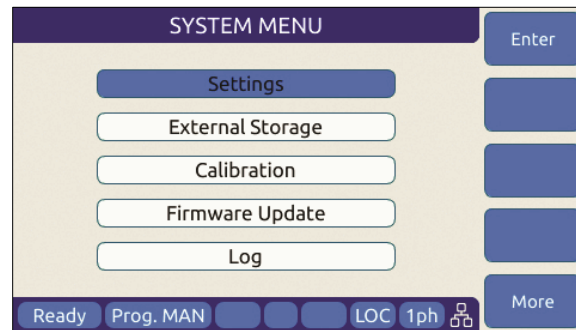 SYSTEM MENU
Enter
Settings
External Storage
Calibration
Firmware Update
Log
More
Ready Prog. MAN LOC 1ph